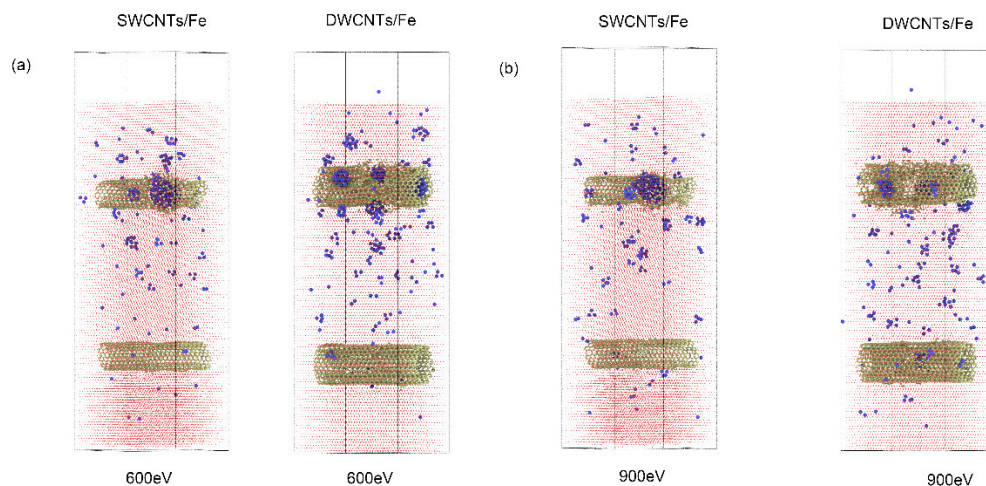 SWCNTs/Fe
DWCNTs/Fe
SWCNTs/Fe
DWCNTs/Fe
(a)
(b)
600eV
600eV
900eV
900eV